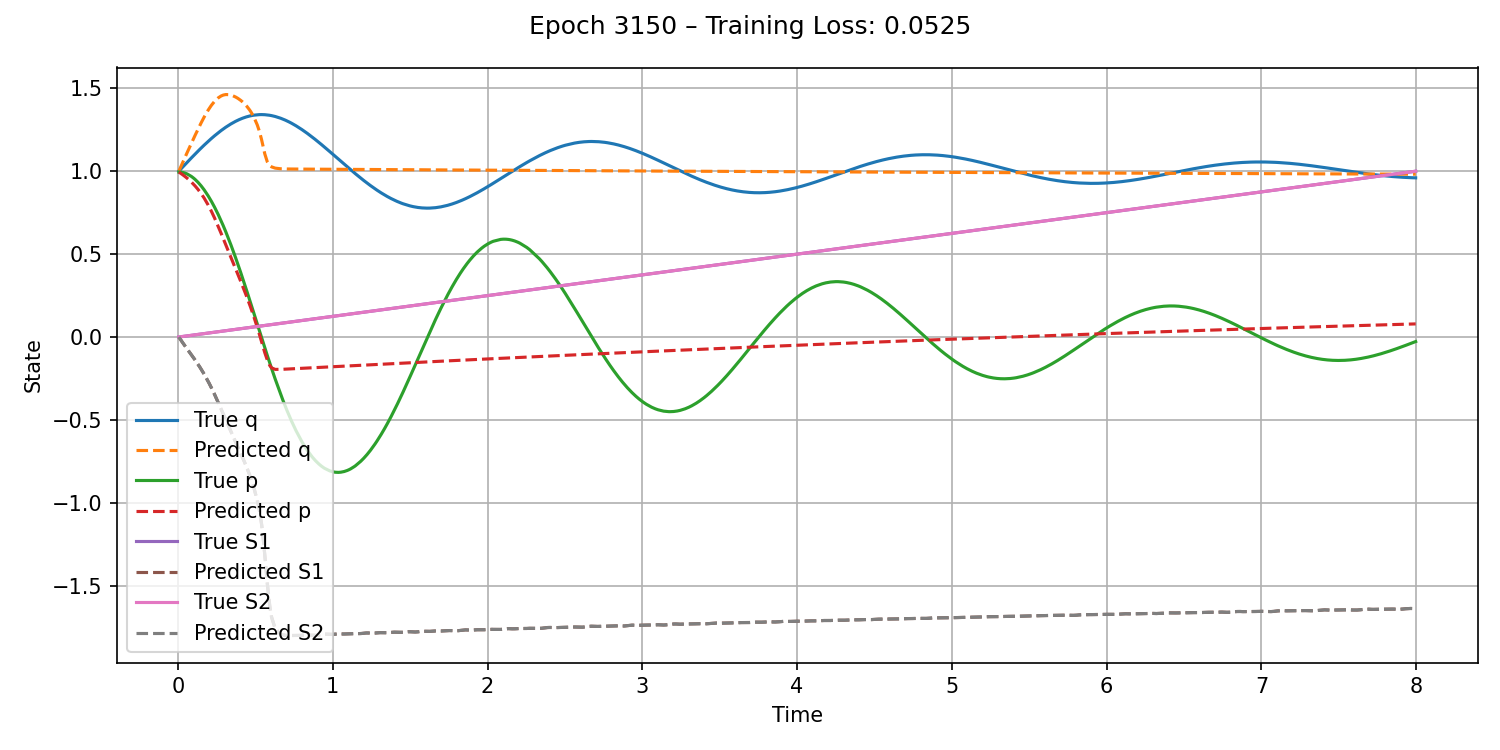 Epoch 3150 – Training Loss: 0.0525
1.5
1.0
0.5
0.0
−0.5
−1.0
−1.5
State
True q
Predicted q
True p
Predicted p
True S1
Predicted S1
True S2
Predicted S2
0 1 2 3 4 5 6 7 8
Time